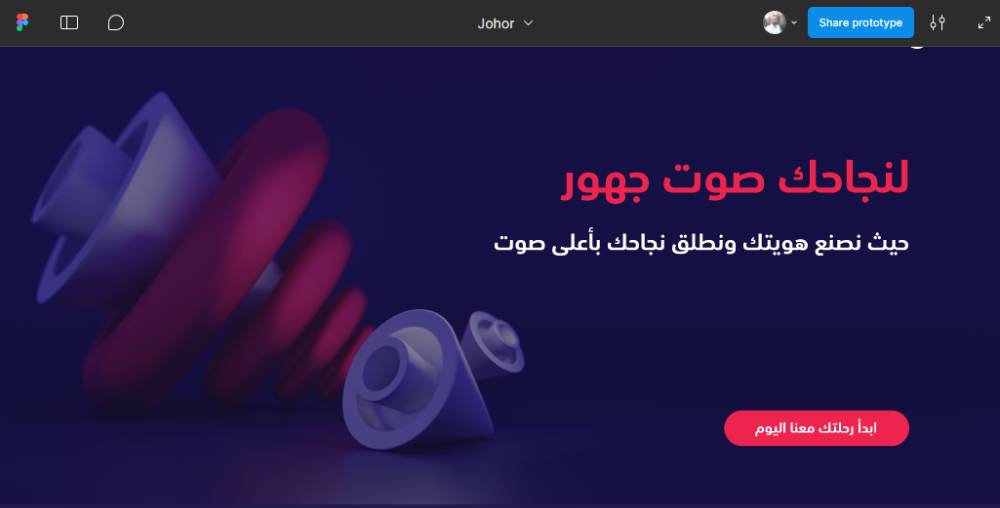 Johor
Share prototype
لنجاحك صوت جهور
حيث نصنع هويتك ونطلق نجاحك بأعلى صوت
ابدأ رحلتك معنا اليوم